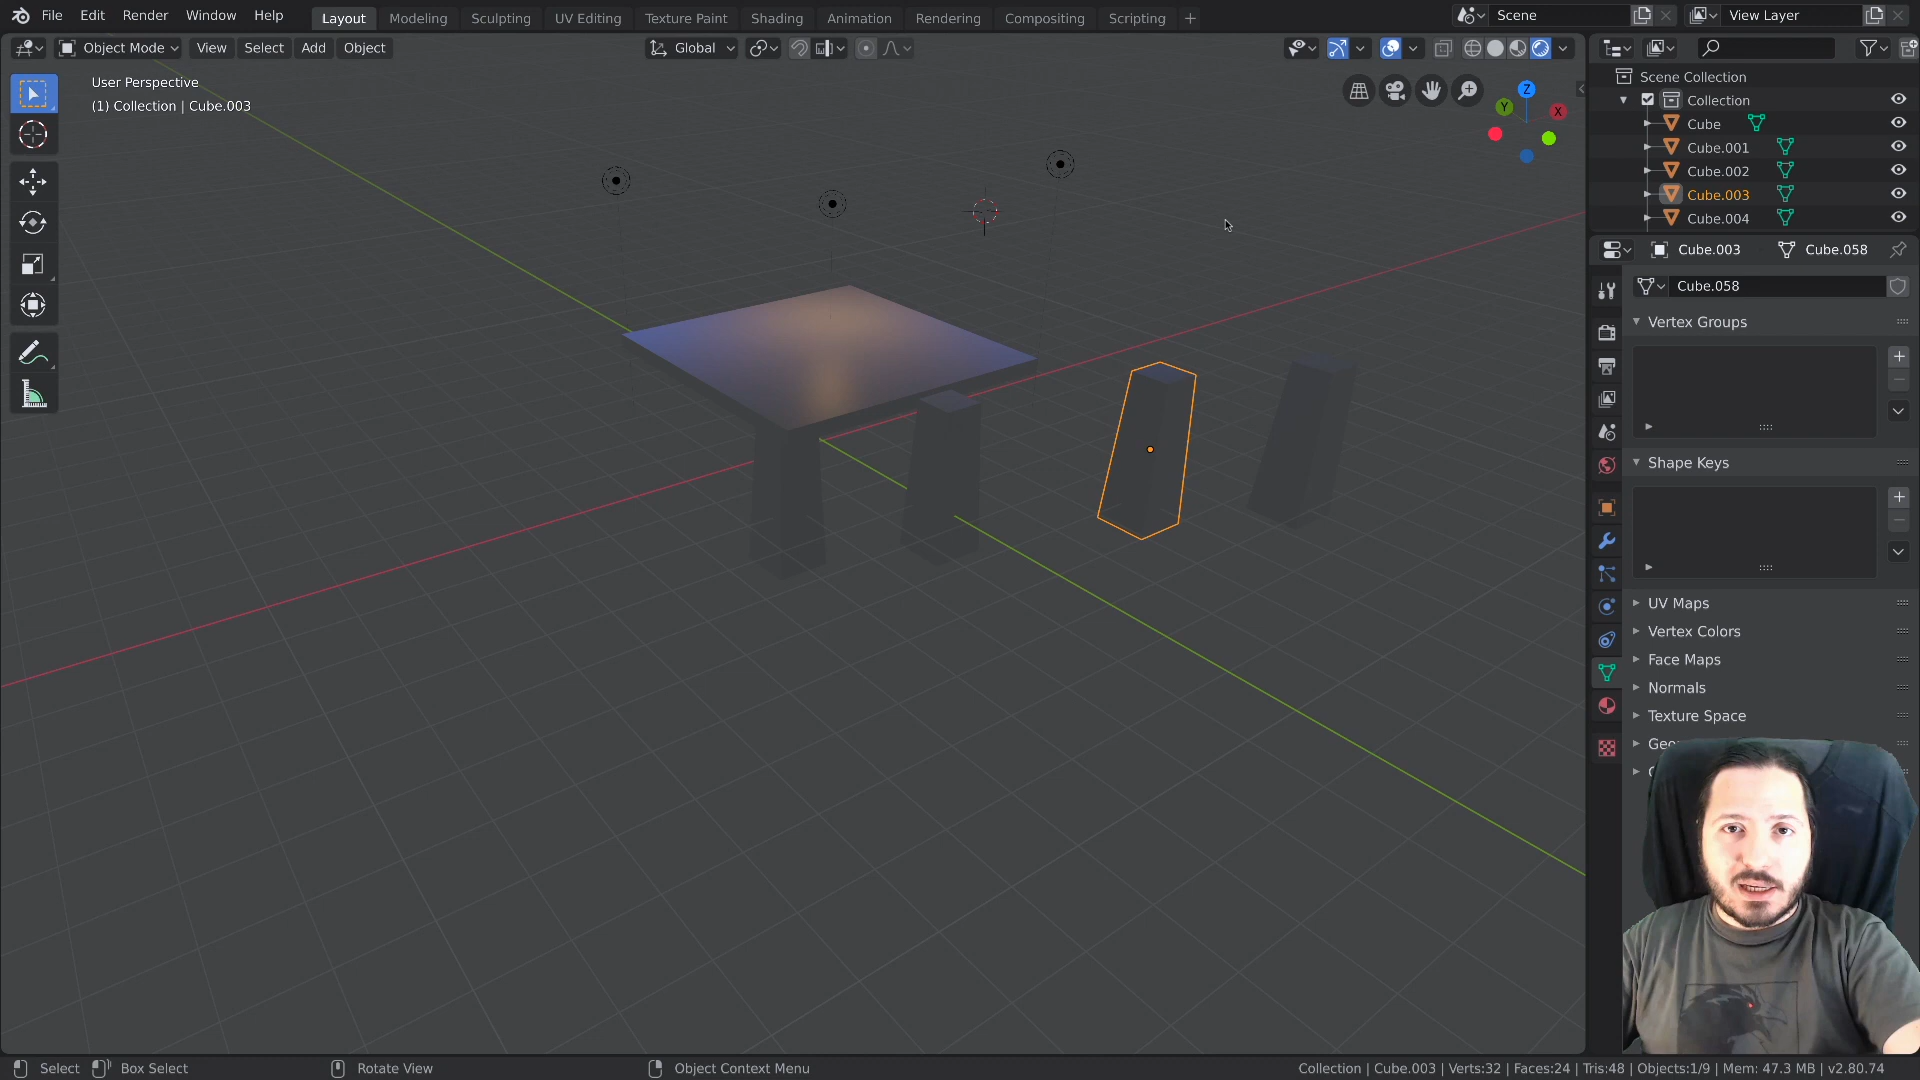 File Edit Render Window Help
Layout Modeling Sculpting UV Editing Texture Paint Shading Animation Rendering Compositing Scripting +
Scene
View Layer
Object Mode View Select Add Object
Global
User Perspective
(1) Collection | Cube.003
Z
Y
X
Scene Collection
Collection
Cube
Cube.001
Cube.002
Cube.003
Cube.004
Cube.003 Cube.058
Cube.058
Vertex Groups
Shape Keys
UV Maps
Vertex Colors
Face Maps
Normals
Texture Space
Select Box Select Rotate View Object Context Menu
Collection | Cube.003 | Verts:32 | Faces:24 | Tris:48 | Objects:1/9 | Mem: 47.3 MB | v2.80.74